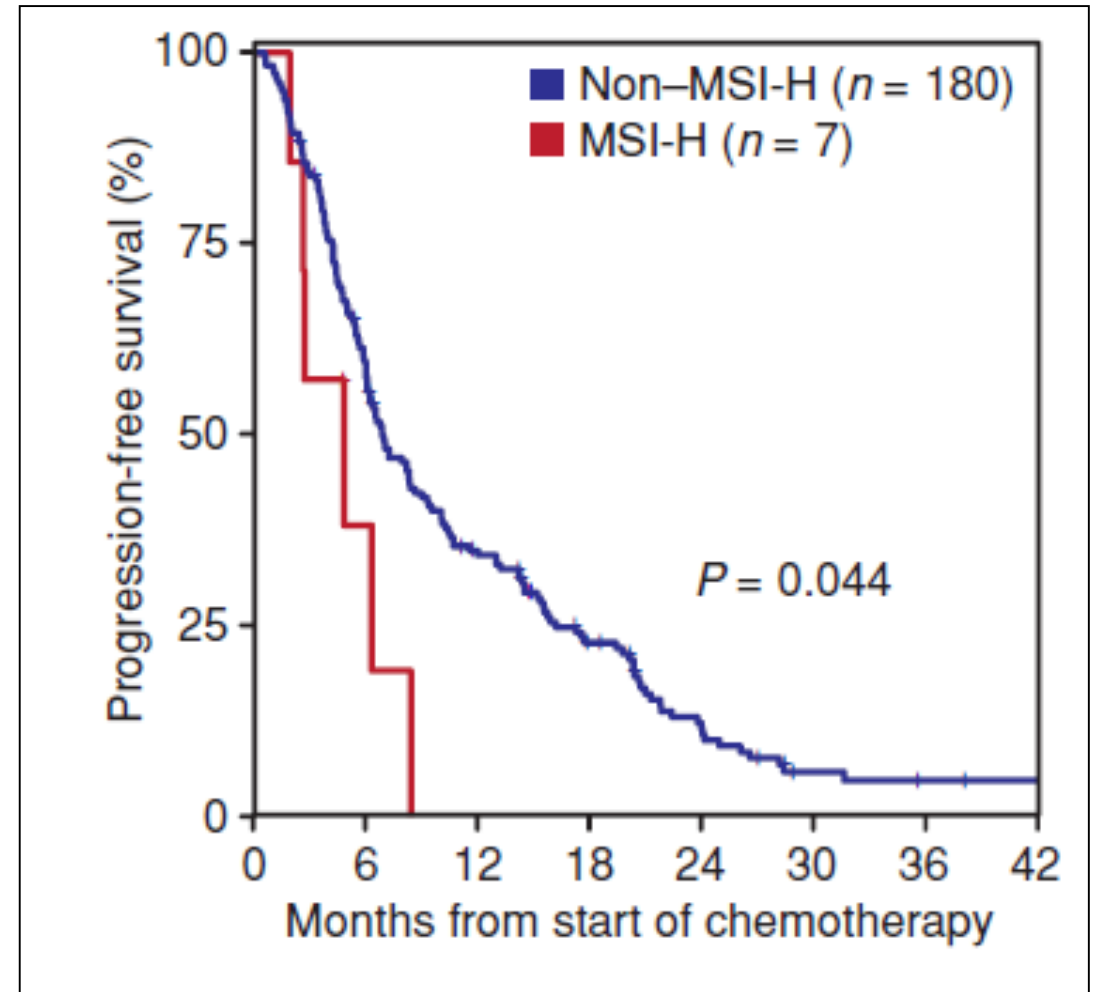 100
75
50
25
0
Progression-free survival (%)
Non–MSI-H (n = 180)
MSI-H (n = 7)
P = 0.044
0 6 12 18 24 30 36 42
Months from start of chemotherapy